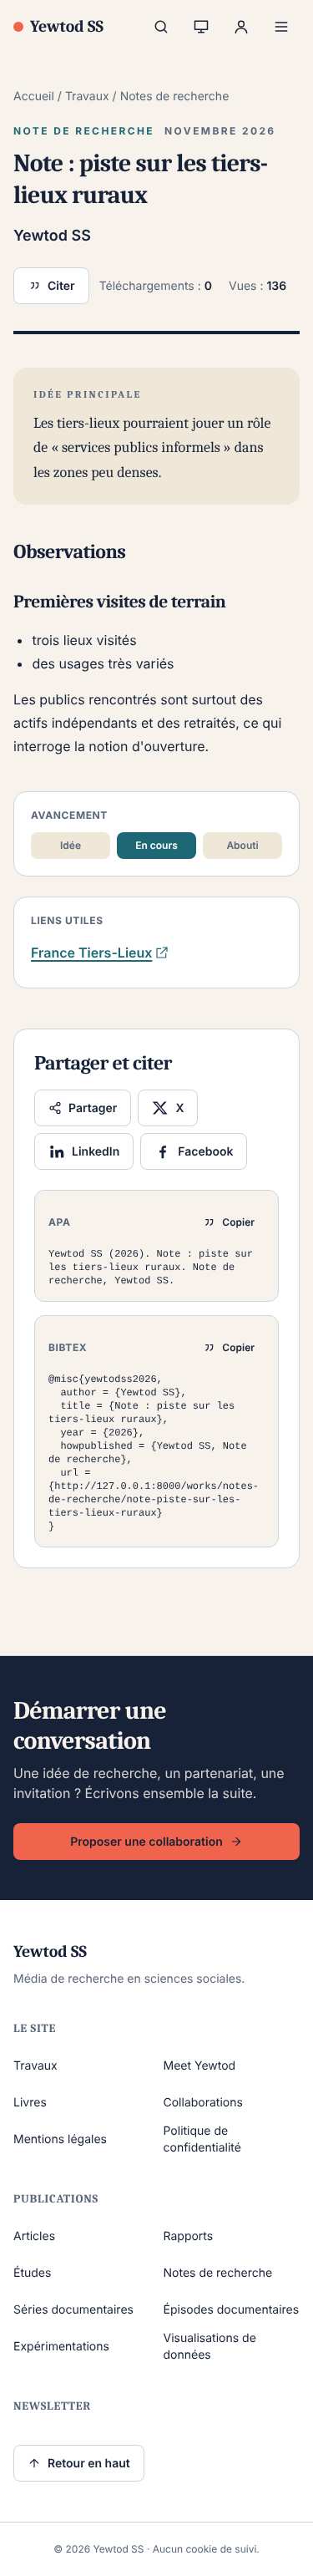 Yewtod SS
Accueil / Travaux / Notes de recherche
NOTE DE RECHERCHE NOVEMBRE 2026
Note : piste sur les tiers-
lieux ruraux
Yewtod SS
Citer Téléchargements : 0 Vues : 136
IDÉE PRINCIPALE
Les tiers-lieux pourraient jouer un rôle
de « services publics informels » dans
les zones peu denses.
Observations
Premières visites de terrain
• trois lieux visités
• des usages très variés
Les publics rencontrés sont surtout des
actifs indépendants et des retraités, ce qui
interroge la notion d'ouverture.
AVANCEMENT
Idée En cours Abouti
LIENS UTILES
France Tiers-Lieux
Partager et citer
Partager X
LinkedIn Facebook
APA Copier
Yewtod SS (2026). Note : piste sur
les tiers-lieux ruraux. Note de
recherche, Yewtod SS.
BIBTEX Copier
@misc{yewtodss2026,
  author = {Yewtod SS},
  title = {Note : piste sur les
tiers-lieux ruraux},
  year = {2026},
  howpublished = {Yewtod SS, Note
de recherche},
  url =
{http://127.0.0.1:8000/works/notes-
de-recherche/note-piste-sur-les-
tiers-lieux-ruraux}
}
Démarrer une
conversation
Une idée de recherche, un partenariat, une
invitation ? Écrivons ensemble la suite.
Proposer une collaboration →
Yewtod SS
Média de recherche en sciences sociales.
LE SITE
Travaux Meet Yewtod
Livres Collaborations
Mentions légales Politique de
confidentialité
PUBLICATIONS
Articles Rapports
Études Notes de recherche
Séries documentaires Épisodes documentaires
Expérimentations Visualisations de
données
NEWSLETTER
↑ Retour en haut
© 2026 Yewtod SS · Aucun cookie de suivi.